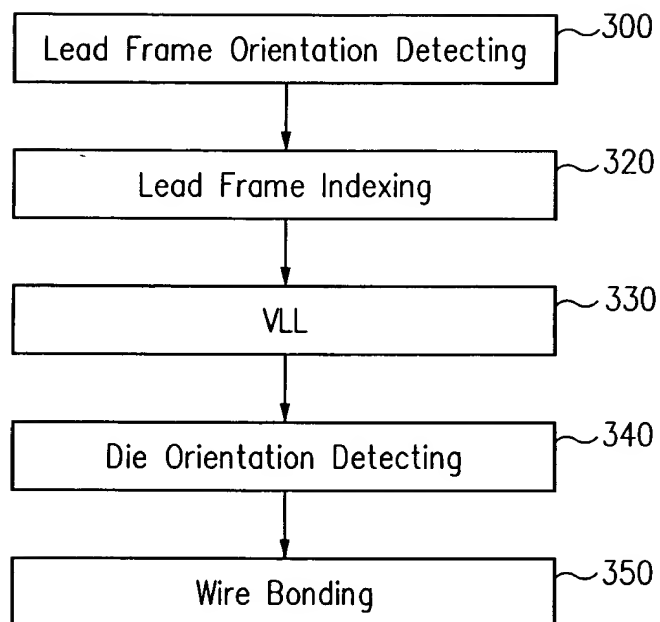 Lead Frame Orientation Detecting 300
Lead Frame Indexing 320
VLL 330
Die Orientation Detecting 340
Wire Bonding 350